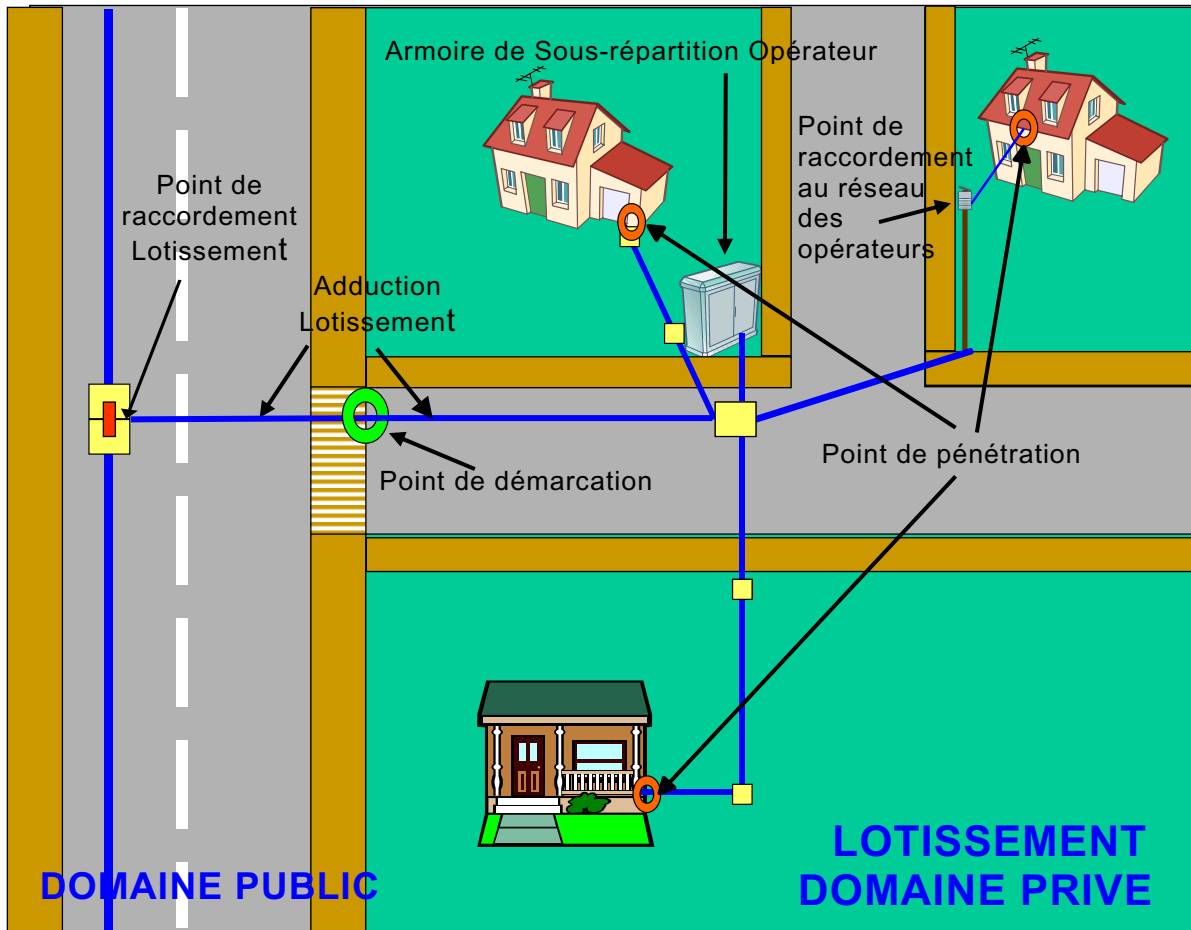 Armoire de Sous-répartition Opérateur
Point de
raccordement
au réseau
des
opérateurs
Point de
raccordement
Lotissement
Adduction
Lotissement
Point de démarcation
Point de pénétration
DOMAINE PUBLIC
LOTISSEMENT
DOMAINE PRIVE